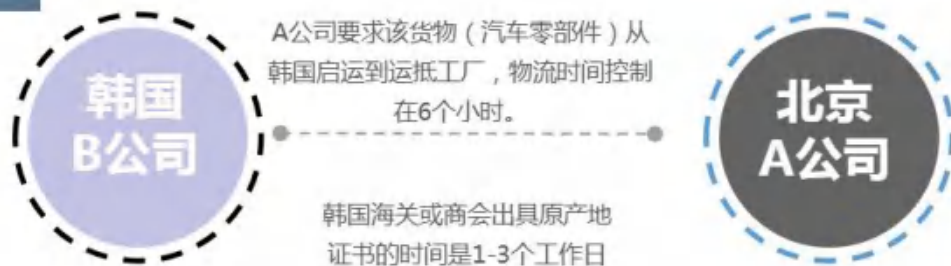 A公司要求该货物（汽车零部件）从
韩国启运到运抵工厂，物流时间控制
在6个小时。
韩国
B公司
北京
A公司
韩国海关或商会出具原产地
证书的时间是1-3个工作日